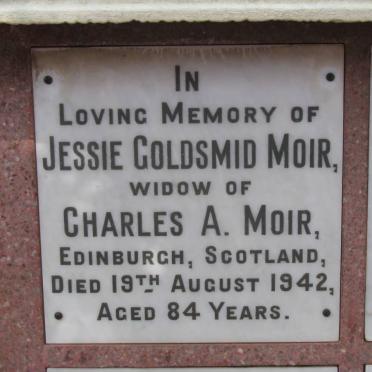 IN
LOVING MEMORY OF
JESSIE GOLDSMID MOIR,
WIDOW OF
CHARLES A. MOIR,
EDINBURGH, SCOTLAND,
DIED 19TH AUGUST 1942,
AGED 84 YEARS.